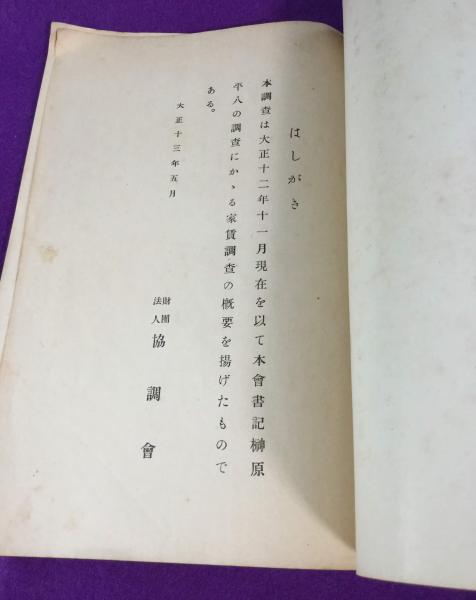 はしがき
本調査は大正十二年十一月現在を以て本會書記榊原
平八の調査にかゝる家賃調査の概要を揚げたもので
ある。
大正十三年五月
財團法人 協調會